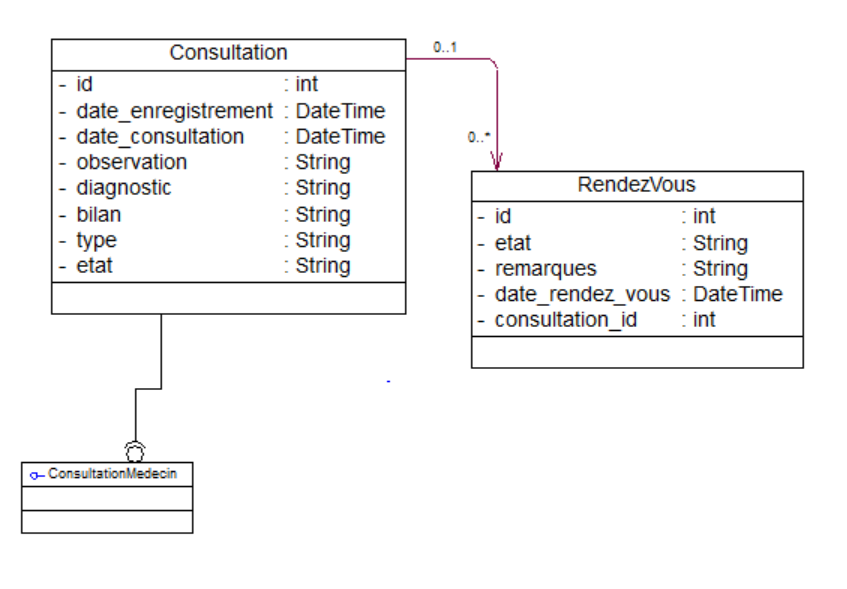 Consultation
- id : int
- date_enregistrement : DateTime
- date_consultation : DateTime
- observation : String
- diagnostic : String
- bilan : String
- type : String
- etat : String
0..1
0..*
RendezVous
- id : int
- etat : String
- remarques : String
- date_rendez_vous : DateTime
- consultation_id : int
ConsultationMedecin